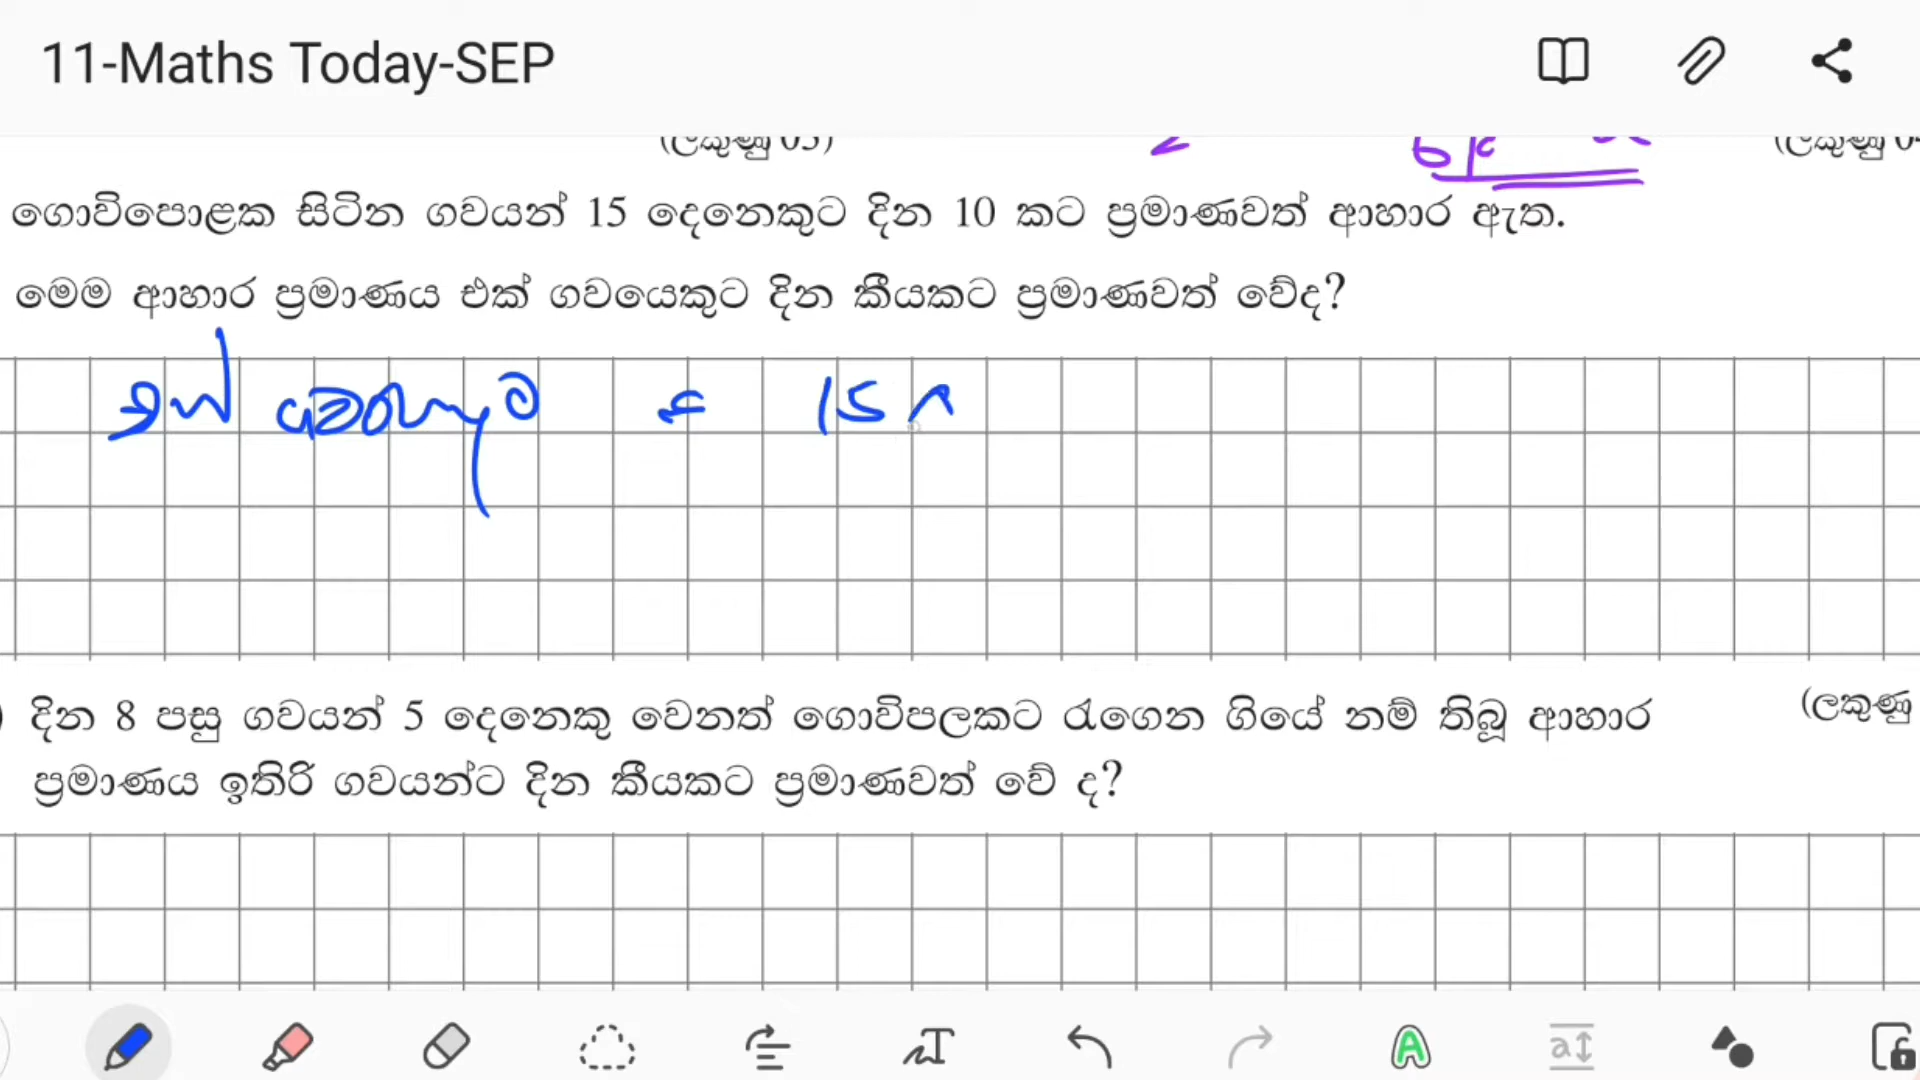 11-Maths Today-SEP
ගොවිපොළක සිටින ගවයන් 15 දෙනෙකුට දින 10 කට ප්‍රමාණවත් ආහාර ඇත.
මෙම ආහාර ප්‍රමාණය එක් ගවයෙකුට දින කීයකට ප්‍රමාණවත් වේද?
= 15
දින 8 පසු ගවයන් 5 දෙනෙකු වෙනත් ගොවිපලකට රැගෙන ගියේ නම් තිබූ ආහාර
(ලකුණු
ප්‍රමාණය ඉතිරි ගවයන්ට දින කීයකට ප්‍රමාණවත් වේ ද?